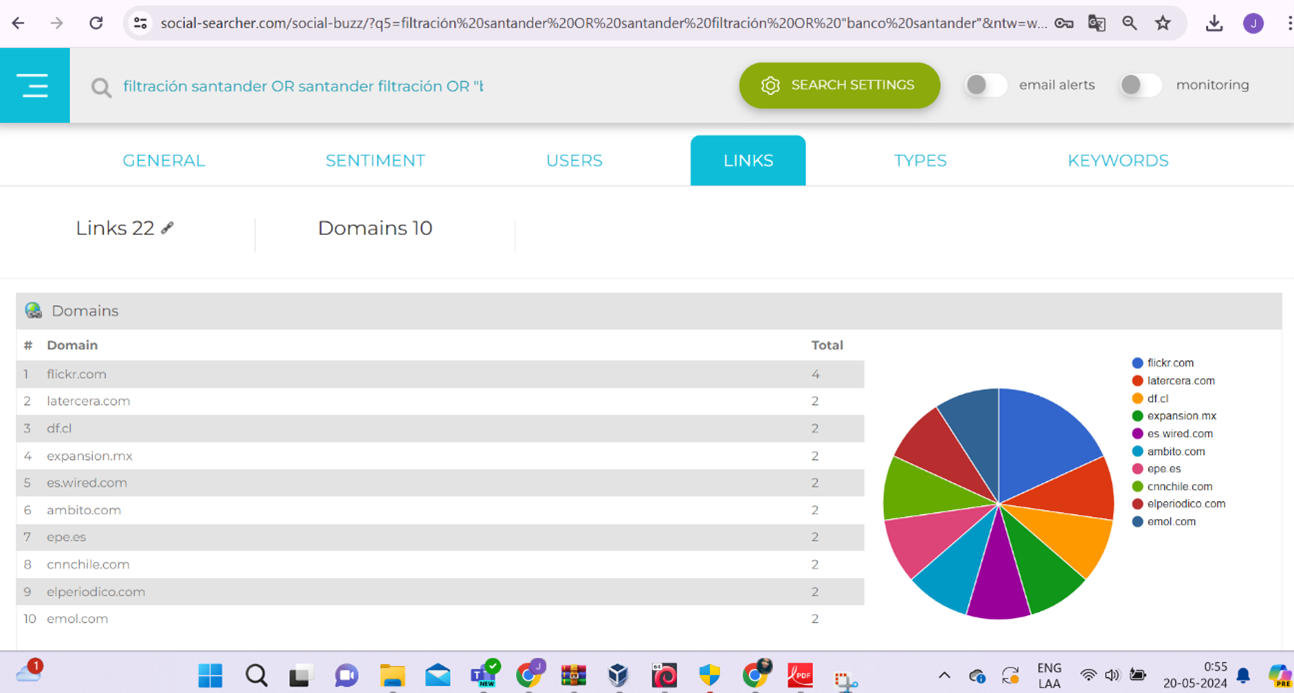 social-searcher.com/social-buzz/?q5=filtración%20santander%20OR%20santander%20filtración%20OR%20"banco%20santander"&ntw=w...
J
filtración santander OR santander filtración OR "b
SEARCH SETTINGS
email alerts
monitoring
GENERAL SENTIMENT USERS LINKS TYPES KEYWORDS
Links 22 Domains 10
Domains
# Domain Total
1 flickr.com 4
2 latercera.com 2
3 df.cl 2
4 expansion.mx 2
5 es.wired.com 2
6 ambito.com 2
7 epe.es 2
8 cnnchile.com 2
9 elperiodico.com 2
10 emol.com 2
flickr.com
latercera.com
df.cl
expansion.mx
es.wired.com
ambito.com
epe.es
cnnchile.com
elperiodico.com
emol.com
1
NEW
J
64
PDF
ENG
LAA
0:55
20-05-2024
PRE